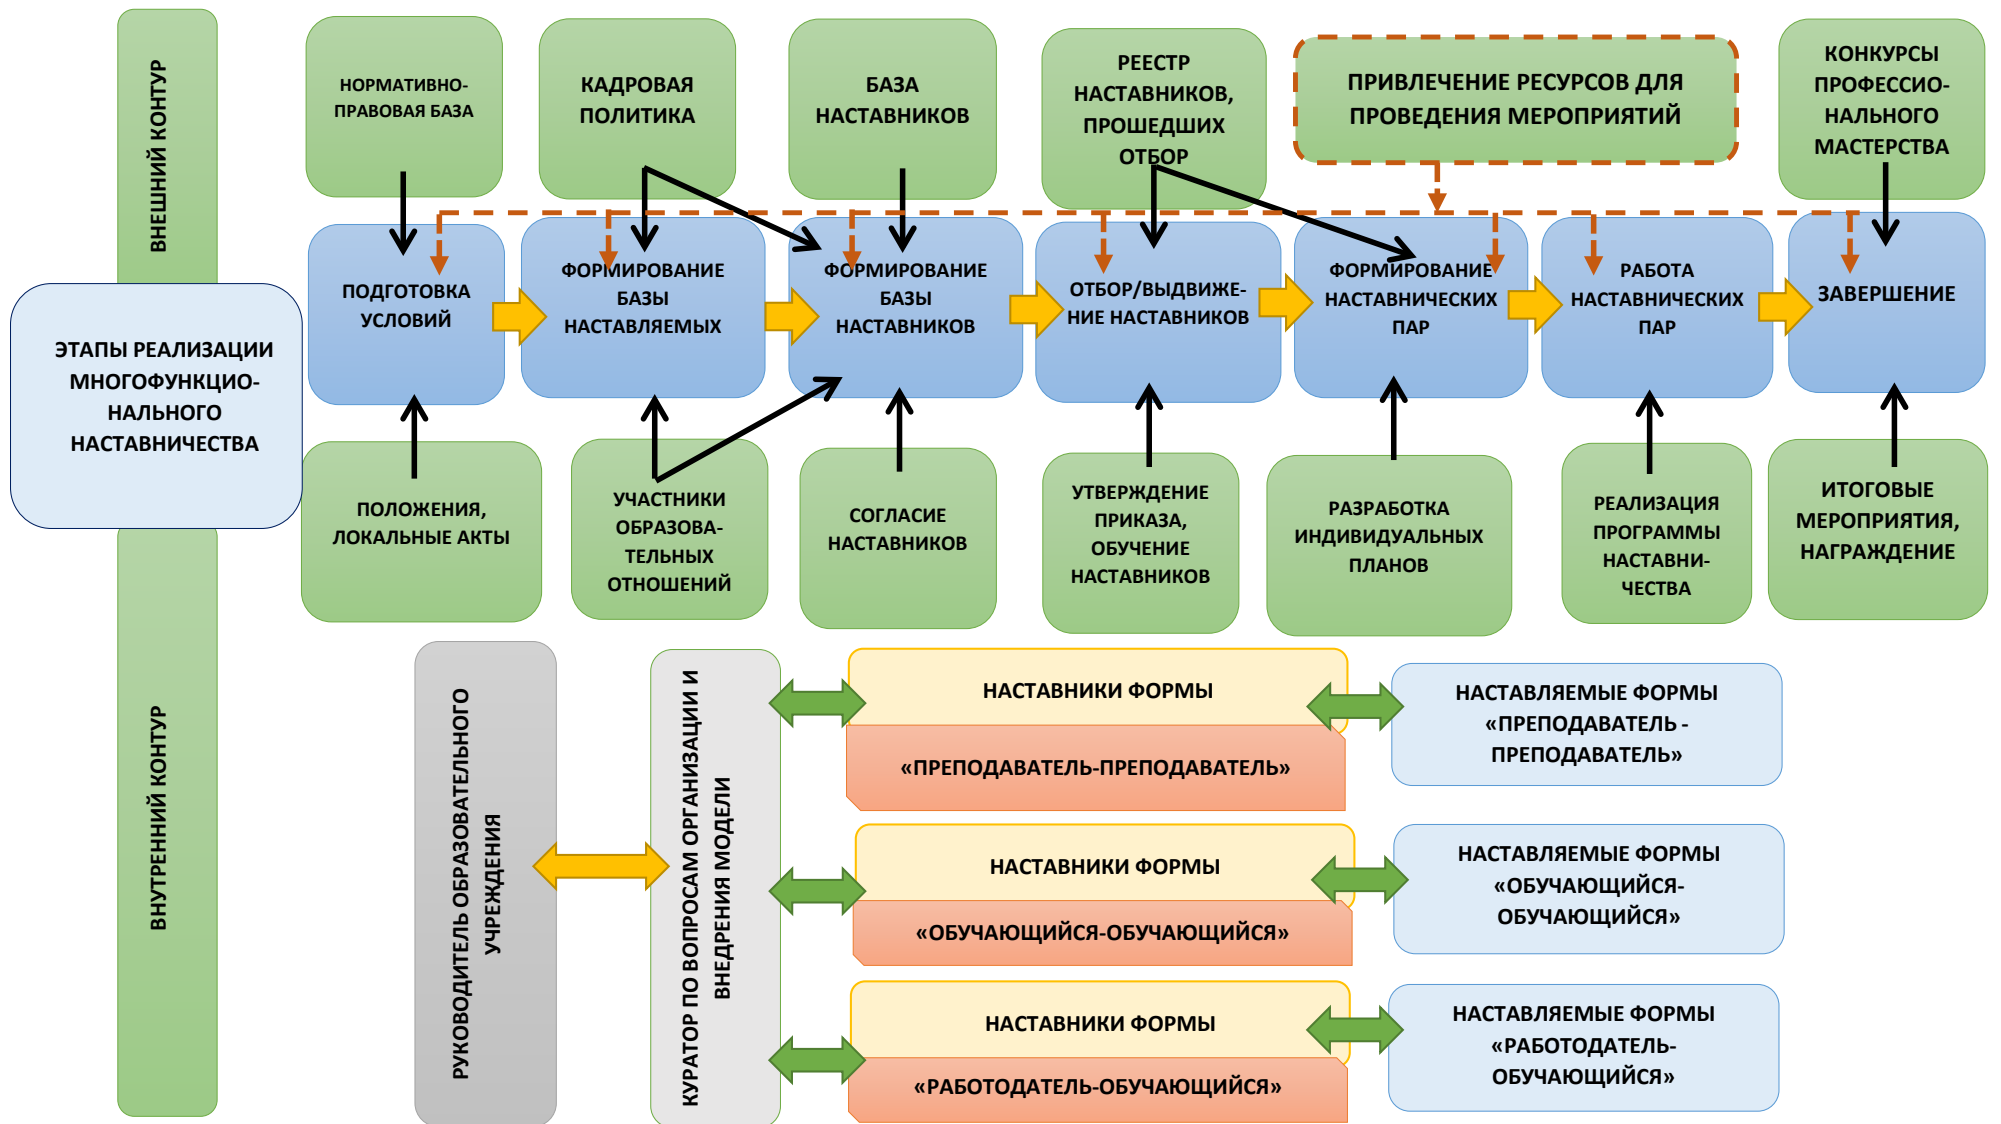 ВНЕШНИЙ КОНТУР
НОРМАТИВНО-
ПРАВОВАЯ БАЗА
КАДРОВАЯ
ПОЛИТИКА
БАЗА
НАСТАВНИКОВ
РЕЕСТР
НАСТАВНИКОВ,
ПРОШЕДШИХ
ОТБОР
ПРИВЛЕЧЕНИЕ РЕСУРСОВ ДЛЯ
ПРОВЕДЕНИЯ МЕРОПРИЯТИЙ
КОНКУРСЫ
ПРОФЕССИО-
НАЛЬНОГО
МАСТЕРСТВА
ЭТАПЫ РЕАЛИЗАЦИИ
МНОГОФУНКЦИО-
НАЛЬНОГО
НАСТАВНИЧЕСТВА
ПОДГОТОВКА
УСЛОВИЙ
ФОРМИРОВАНИЕ
БАЗЫ
НАСТАВЛЯЕМЫХ
ФОРМИРОВАНИЕ
БАЗЫ
НАСТАВНИКОВ
ОТБОР/ВЫДВИЖЕ-
НИЕ НАСТАВНИКОВ
ФОРМИРОВАНИЕ
НАСТАВНИЧЕСКИХ
ПАР
РАБОТА
НАСТАВНИЧЕСКИХ
ПАР
ЗАВЕРШЕНИЕ
ВНУТРЕННИЙ КОНТУР
ПОЛОЖЕНИЯ,
ЛОКАЛЬНЫЕ АКТЫ
УЧАСТНИКИ
ОБРАЗОВА-
ТЕЛЬНЫХ
ОТНОШЕНИЙ
СОГЛАСИЕ
НАСТАВНИКОВ
УТВЕРЖДЕНИЕ
ПРИКАЗА,
ОБУЧЕНИЕ
НАСТАВНИКОВ
РАЗРАБОТКА
ИНДИВИДУАЛЬНЫХ
ПЛАНОВ
РЕАЛИЗАЦИЯ
ПРОГРАММЫ
НАСТАВНИ-
ЧЕСТВА
ИТОГОВЫЕ
МЕРОПРИЯТИЯ,
НАГРАЖДЕНИЕ
РУКОВОДИТЕЛЬ ОБРАЗОВАТЕЛЬНОГО
УЧРЕЖДЕНИЯ
КУРАТОР ПО ВОПРОСАМ ОРГАНИЗАЦИИ И
ВНЕДРЕНИЯ МОДЕЛИ
НАСТАВНИКИ ФОРМЫ
«ПРЕПОДАВАТЕЛЬ-ПРЕПОДАВАТЕЛЬ»
НАСТАВЛЯЕМЫЕ ФОРМЫ
«ПРЕПОДАВАТЕЛЬ -
ПРЕПОДАВАТЕЛЬ»
НАСТАВНИКИ ФОРМЫ
«ОБУЧАЮЩИЙСЯ-ОБУЧАЮЩИЙСЯ»
НАСТАВЛЯЕМЫЕ ФОРМЫ
«ОБУЧАЮЩИЙСЯ-
ОБУЧАЮЩИЙСЯ»
НАСТАВНИКИ ФОРМЫ
«РАБОТОДАТЕЛЬ-ОБУЧАЮЩИЙСЯ»
НАСТАВЛЯЕМЫЕ ФОРМЫ
«РАБОТОДАТЕЛЬ-
ОБУЧАЮЩИЙСЯ»